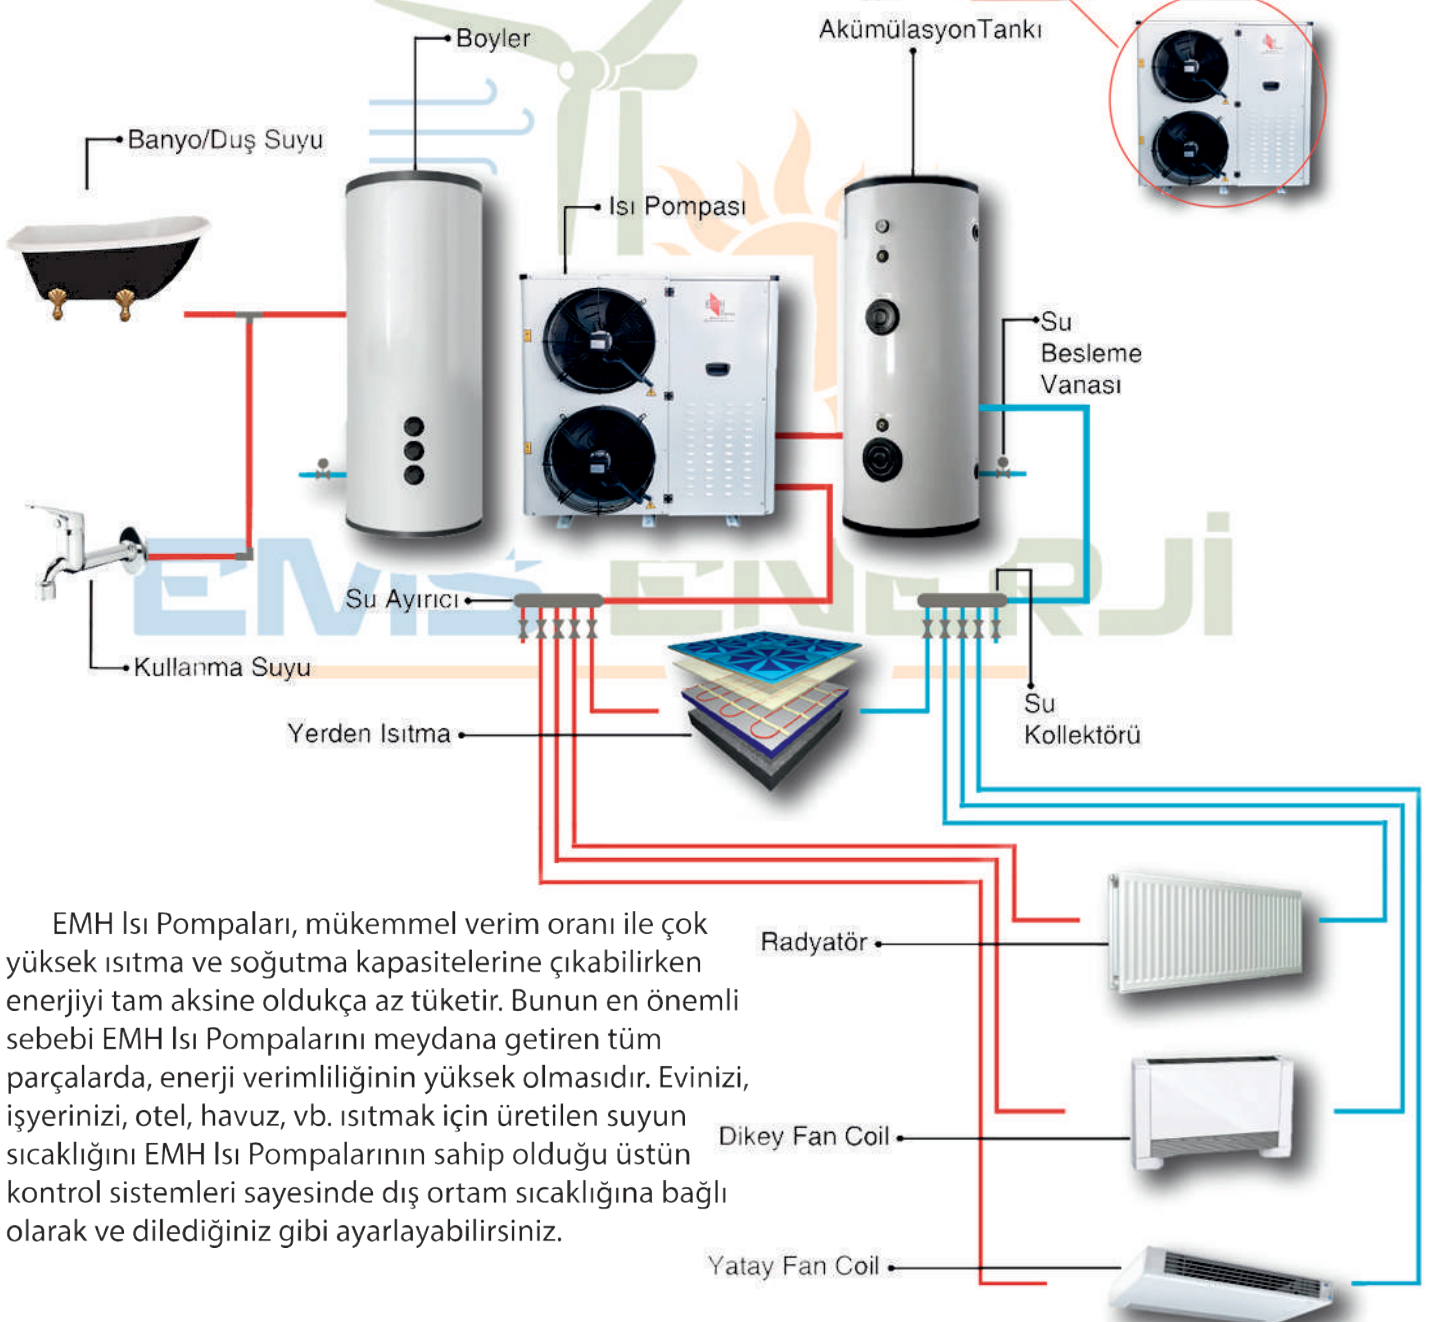 Boyler
AkümülasyonTankı
Banyo/Duş Suyu
Isı Pompası
Su
Besleme
Vanası
EMS ENERJİ
Su Ayırıcı
Kullanma Suyu
Yerden Isıtma
Su
Kollektörü
EMH Isı Pompaları, mükemmel verim oranı ile çok
yüksek ısıtma ve soğutma kapasitelerine çıkabilirken
enerjiyi tam aksine oldukça az tüketir. Bunun en önemli
sebebi EMH Isı Pompalarını meydana getiren tüm
parçalarda, enerji verimliliğinin yüksek olmasıdır. Evinizi,
işyerinizi, otel, havuz, vb. ısıtmak için üretilen suyun
sıcaklığını EMH Isı Pompalarının sahip olduğu üstün
kontrol sistemleri sayesinde dış ortam sıcaklığına bağlı
olarak ve dilediğiniz gibi ayarlayabilirsiniz.
Radyatör
Dikey Fan Coil
Yatay Fan Coil